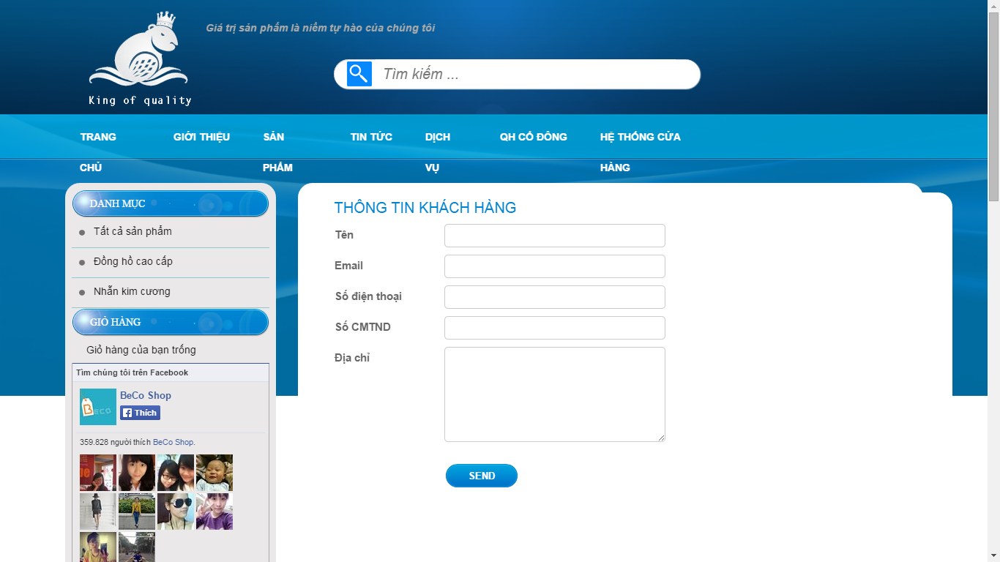 Giá trị sản phẩm là niềm tự hào của chúng tôi
Tìm kiếm ...
King of quality
TRANG CHỦ
GIỚI THIỆU
SẢN PHẨM
TIN TỨC
DỊCH VỤ
QH CỔ ĐÔNG
HỆ THỐNG CỬA HÀNG
DANH MỤC
Tất cả sản phẩm
Đồng hồ cao cấp
Nhẫn kim cương
GIỎ HÀNG
Giỏ hàng của bạn trống
Tìm chúng tôi trên Facebook
BECO
BeCo Shop
Thích
359.828 người thích BeCo Shop.
THÔNG TIN KHÁCH HÀNG
Tên
Email
Số điện thoại
Số CMTND
Địa chỉ
SEND